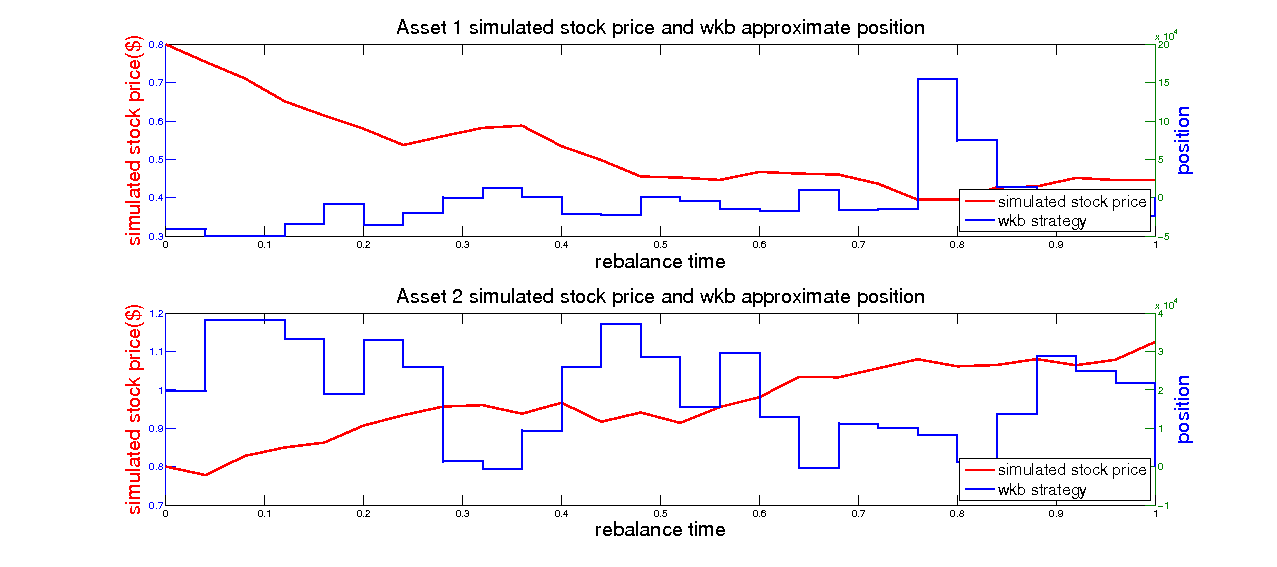 Asset 1 simulated stock price and wkb approximate position
x 10^4
simulated stock price($)
0.8
0.7
0.6
0.5
0.4
0.3
20
15
10
5
0
-5
position
simulated stock price
wkb strategy
0 0.1 0.2 0.3 0.4 0.5 0.6 0.7 0.8 0.9 1
rebalance time
Asset 2 simulated stock price and wkb approximate position
x 10^4
simulated stock price($)
1.2
1.1
1
0.9
0.8
0.7
4
3
2
1
0
-1
position
simulated stock price
wkb strategy
0 0.1 0.2 0.3 0.4 0.5 0.6 0.7 0.8 0.9 1
rebalance time